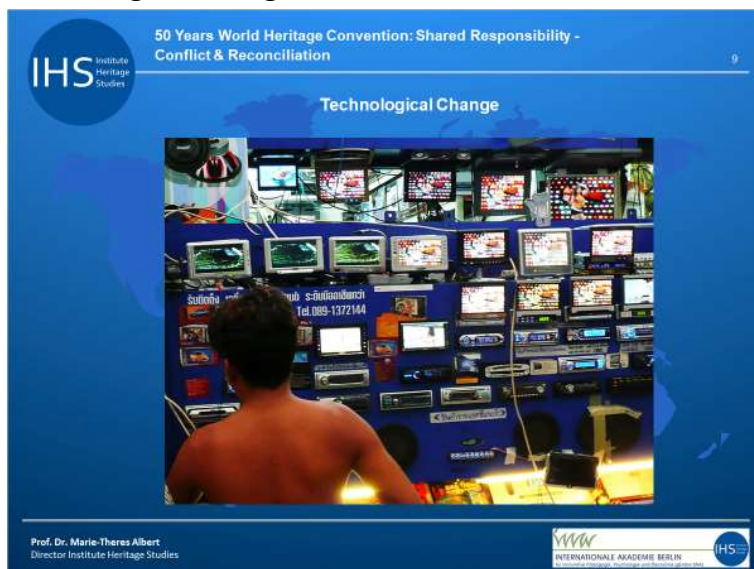 50 Years World Heritage Convention: Shared Responsibility -
Conflict & Reconciliation
9
IHS Institute
Heritage
Studies
Technological Change
Tel.089-1372144
Prof. Dr. Marie-Theres Albert
Director Institute Heritage Studies
INTERNATIONALE AKADEMIE BERLIN
IHS